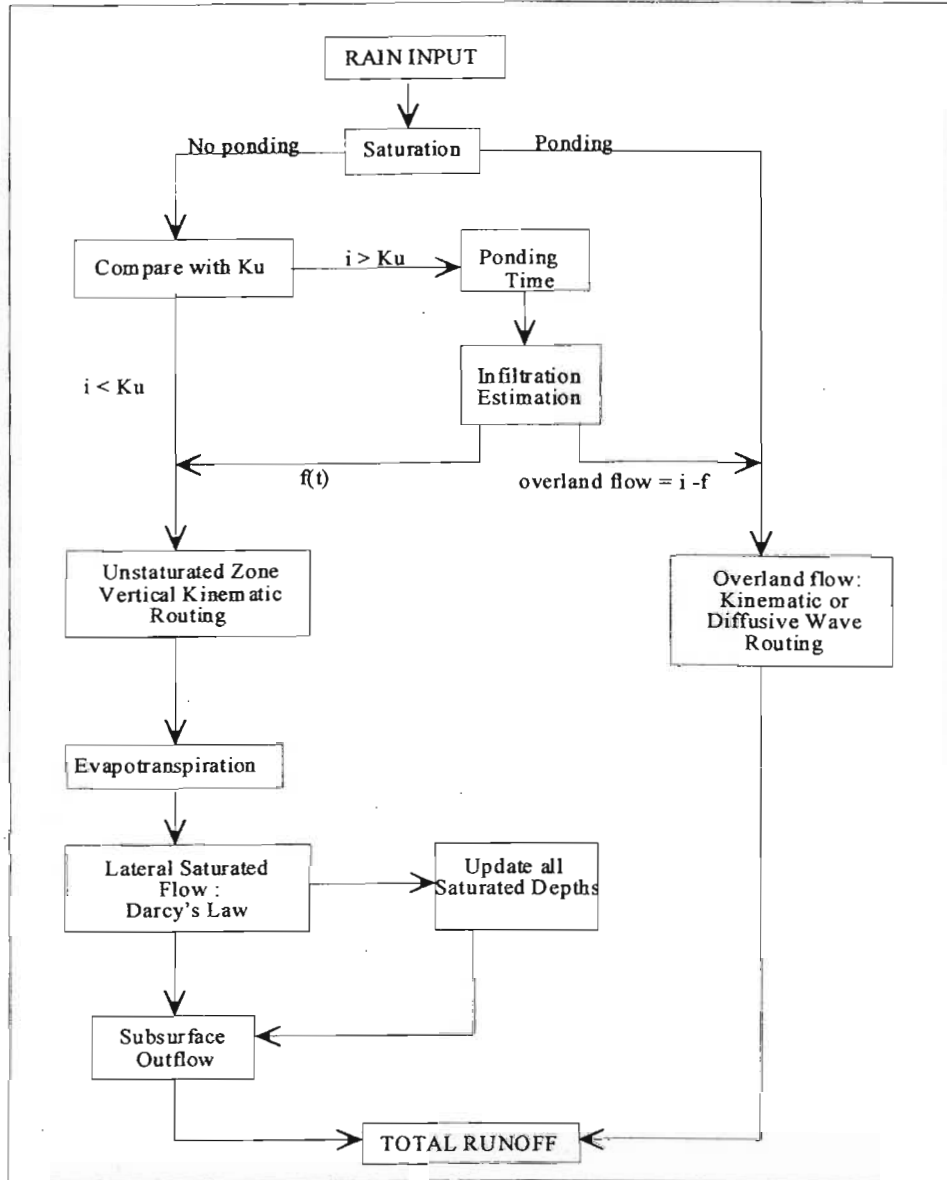 RAIN INPUT
No ponding
Saturation
Ponding
Compare with Ku
i > Ku
Ponding
Time
i < Ku
Infiltration
Estimation
f(t)
overland flow = i -f
Unstaturated Zone
Vertical Kinematic
Routing
Overland flow:
Kinematic or
Diffusive Wave
Routing
Evapotranspiration
Lateral Saturated
Flow :
Darcy's Law
Update all
Saturated Depths
Subsurface
Outflow
TOTAL RUNOFF